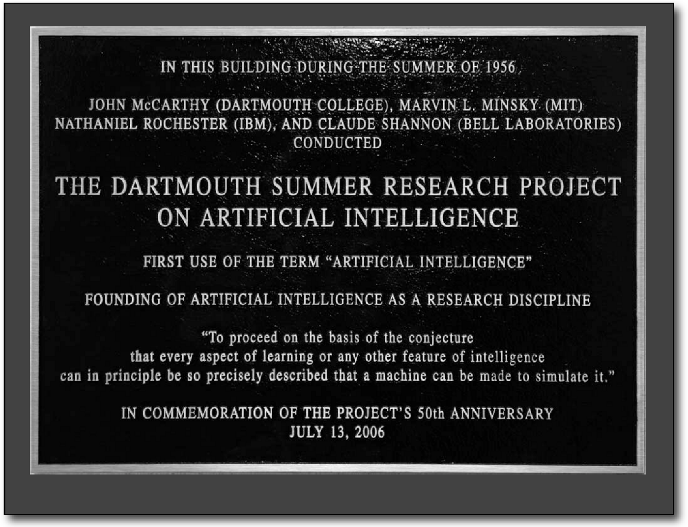 IN THIS BUILDING DURING THE SUMMER OF 1956
JOHN McCARTHY (DARTMOUTH COLLEGE), MARVIN L. MINSKY (MIT)
NATHANIEL ROCHESTER (IBM), AND CLAUDE SHANNON (BELL LABORATORIES)
CONDUCTED
THE DARTMOUTH SUMMER RESEARCH PROJECT
ON ARTIFICIAL INTELLIGENCE
FIRST USE OF THE TERM “ARTIFICIAL INTELLIGENCE”
FOUNDING OF ARTIFICIAL INTELLIGENCE AS A RESEARCH DISCIPLINE
“To proceed on the basis of the conjecture
that every aspect of learning or any other feature of intelligence
can in principle be so precisely described that a machine can be made to simulate it.”
IN COMMEMORATION OF THE PROJECT’S 50th ANNIVERSARY
JULY 13, 2006